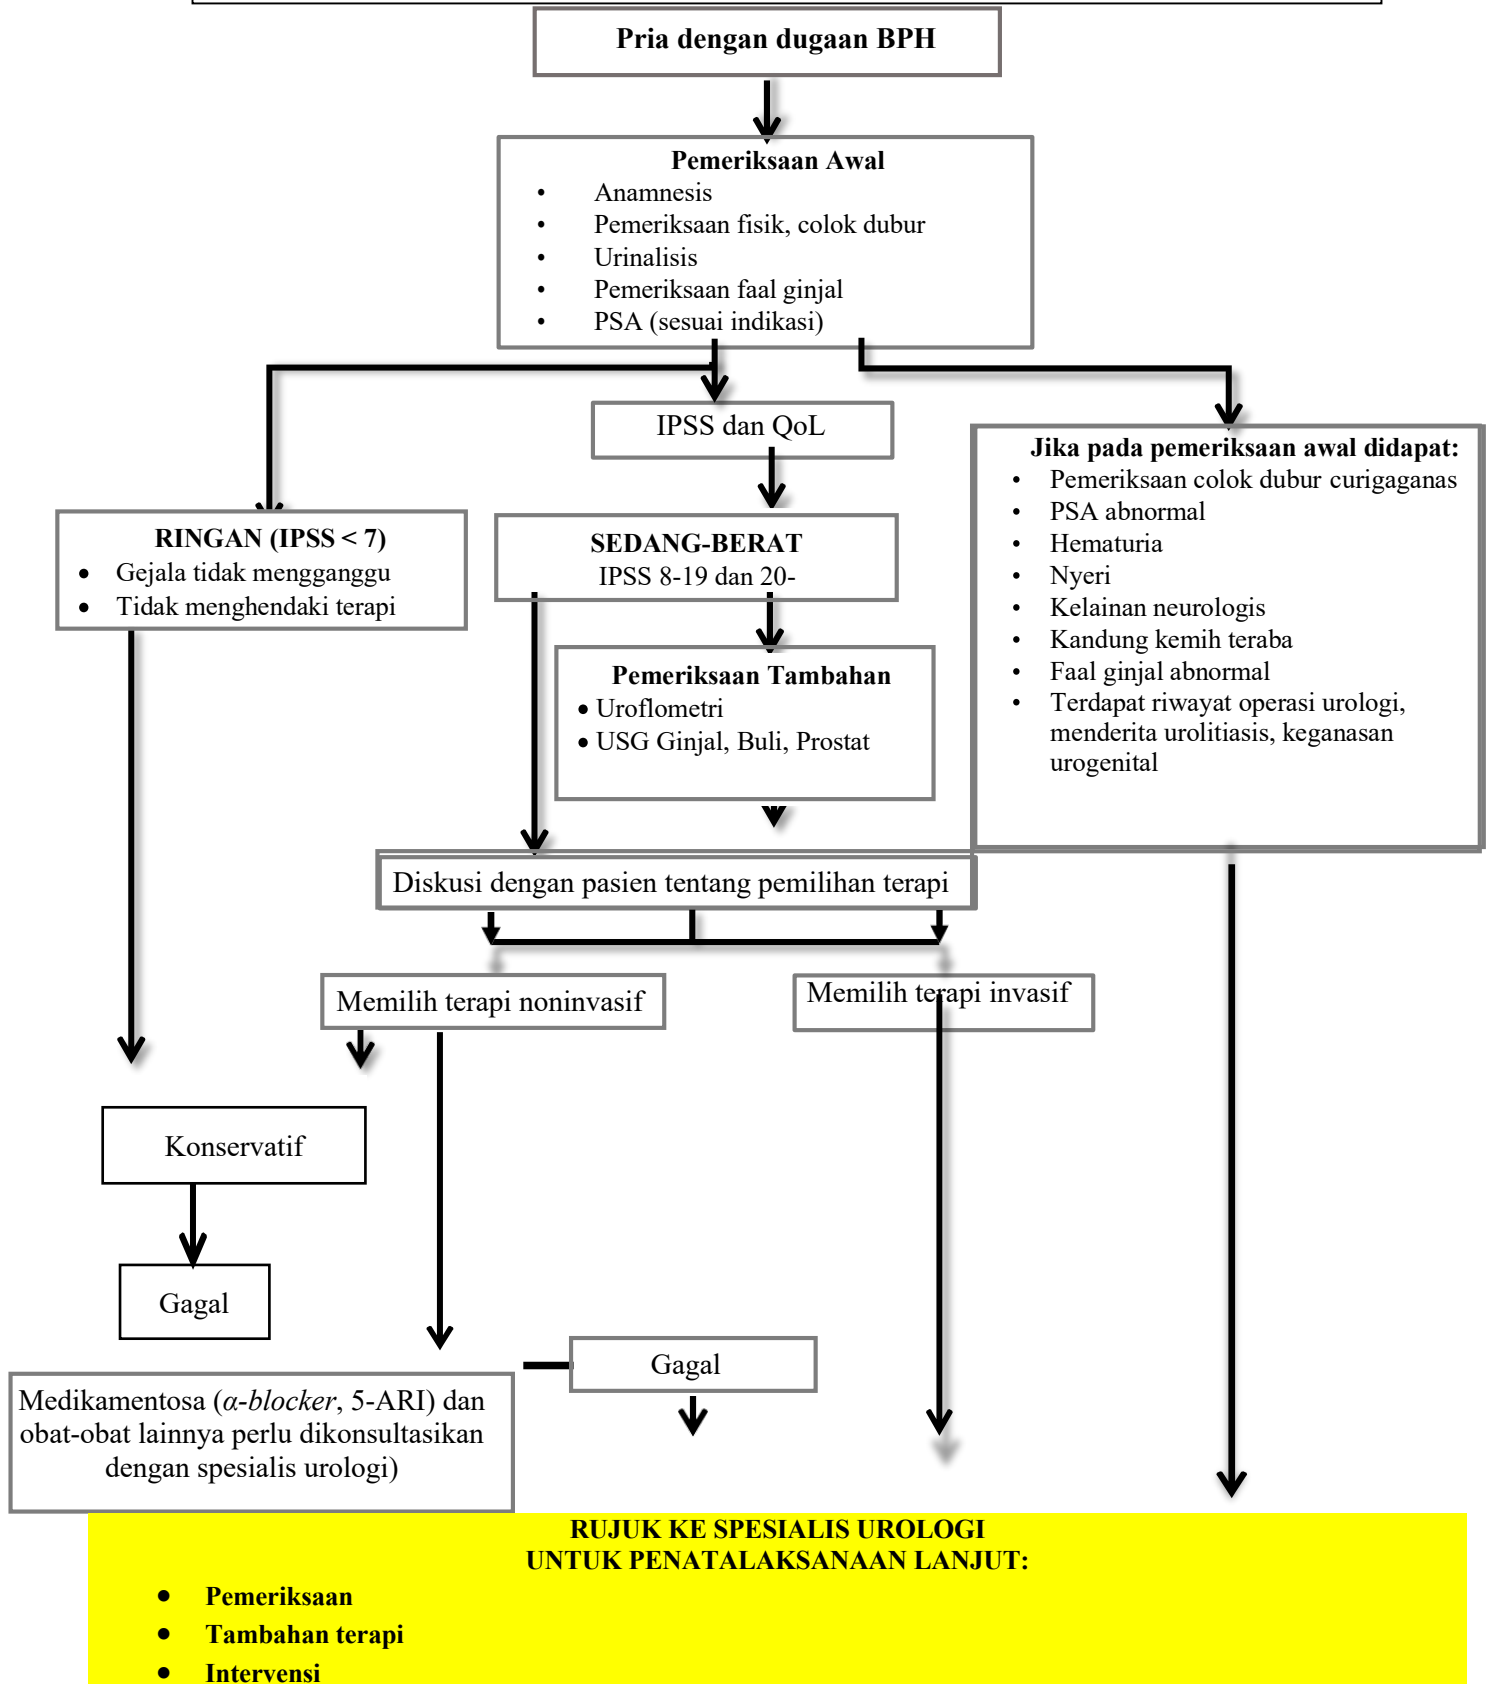 Pria dengan dugaan BPH
Pemeriksaan Awal
• Anamnesis
• Pemeriksaan fisik, colok dubur
• Urinalisis
• Pemeriksaan faal ginjal
• PSA (sesuai indikasi)
IPSS dan QoL
Jika pada pemeriksaan awal didapat:
• Pemeriksaan colok dubur curigaganas
• PSA abnormal
• Hematuria
• Nyeri
• Kelainan neurologis
• Kandung kemih teraba
• Faal ginjal abnormal
• Terdapat riwayat operasi urologi,
menderita urolitiasis, keganasan
urogenital
RINGAN (IPSS < 7)
• Gejala tidak mengganggu
• Tidak menghendaki terapi
SEDANG-BERAT
IPSS 8-19 dan 20-
Pemeriksaan Tambahan
• Uroflometri
• USG Ginjal, Buli, Prostat
Diskusi dengan pasien tentang pemilihan terapi
Memilih terapi noninvasif
Memilih terapi invasif
Konservatif
Gagal
Gagal
Medikamentosa (α-blocker, 5-ARI) dan
obat-obat lainnya perlu dikonsultasikan
dengan spesialis urologi)
RUJUK KE SPESIALIS UROLOGI
UNTUK PENATALAKSANAAN LANJUT:
• Pemeriksaan
• Tambahan terapi
• Intervensi